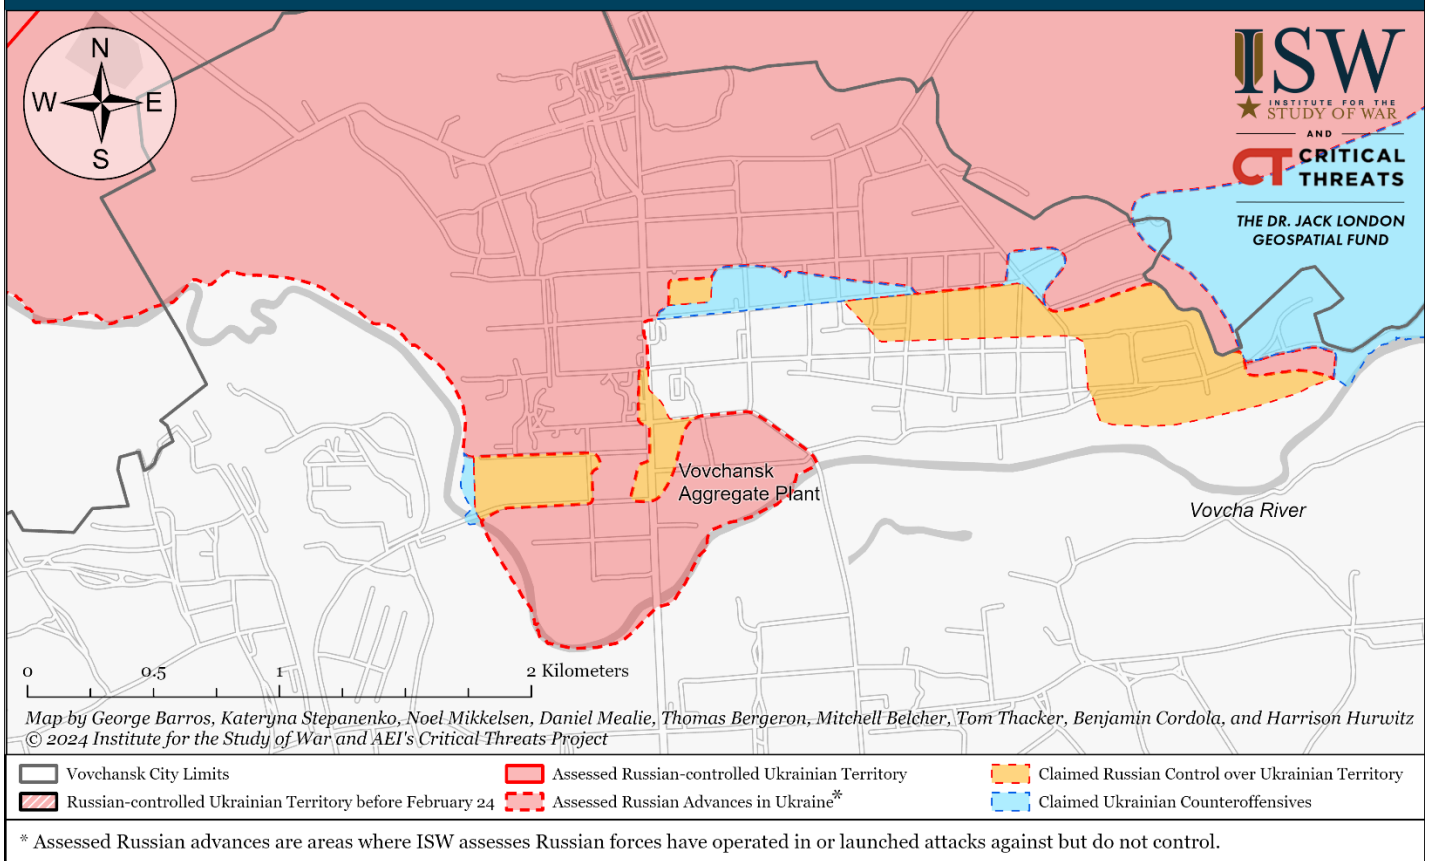 N
W E
S
ISW
INSTITUTE FOR THE
STUDY OF WAR
AND
CT CRITICAL
THREATS
THE DR. JACK LONDON
GEOSPATIAL FUND
Vovchansk
Aggregate Plant
Vovcha River
0 0.5 1 2 Kilometers
Map by George Barros, Kateryna Stepanenko, Noel Mikkelsen, Daniel Mealie, Thomas Bergeron, Mitchell Belcher, Tom Thacker, Benjamin Cordola, and Harrison Hurwitz
© 2024 Institute for the Study of War and AEI's Critical Threats Project
Vovchansk City Limits
Russian-controlled Ukrainian Territory before February 24
Assessed Russian-controlled Ukrainian Territory
Assessed Russian Advances in Ukraine*
Claimed Russian Control over Ukrainian Territory
Claimed Ukrainian Counteroffensives
* Assessed Russian advances are areas where ISW assesses Russian forces have operated in or launched attacks against but do not control.